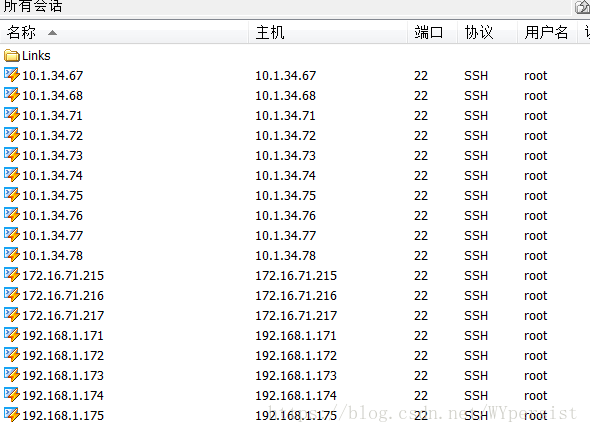 所有会话
名称 主机 端口 协议 用户名
Links
10.1.34.67 10.1.34.67 22 SSH root
10.1.34.68 10.1.34.68 22 SSH root
10.1.34.71 10.1.34.71 22 SSH root
10.1.34.72 10.1.34.72 22 SSH root
10.1.34.73 10.1.34.73 22 SSH root
10.1.34.74 10.1.34.74 22 SSH root
10.1.34.75 10.1.34.75 22 SSH root
10.1.34.76 10.1.34.76 22 SSH root
10.1.34.77 10.1.34.77 22 SSH root
10.1.34.78 10.1.34.78 22 SSH root
172.16.71.215 172.16.71.215 22 SSH root
172.16.71.216 172.16.71.216 22 SSH root
172.16.71.217 172.16.71.217 22 SSH root
192.168.1.171 192.168.1.171 22 SSH root
192.168.1.172 192.168.1.172 22 SSH root
192.168.1.173 192.168.1.173 22 SSH root
192.168.1.174 192.168.1.174 22 SSH root
192.168.1.175 192.168.1.175 22 SSH root
https://blog.csdn.net/WYpersist